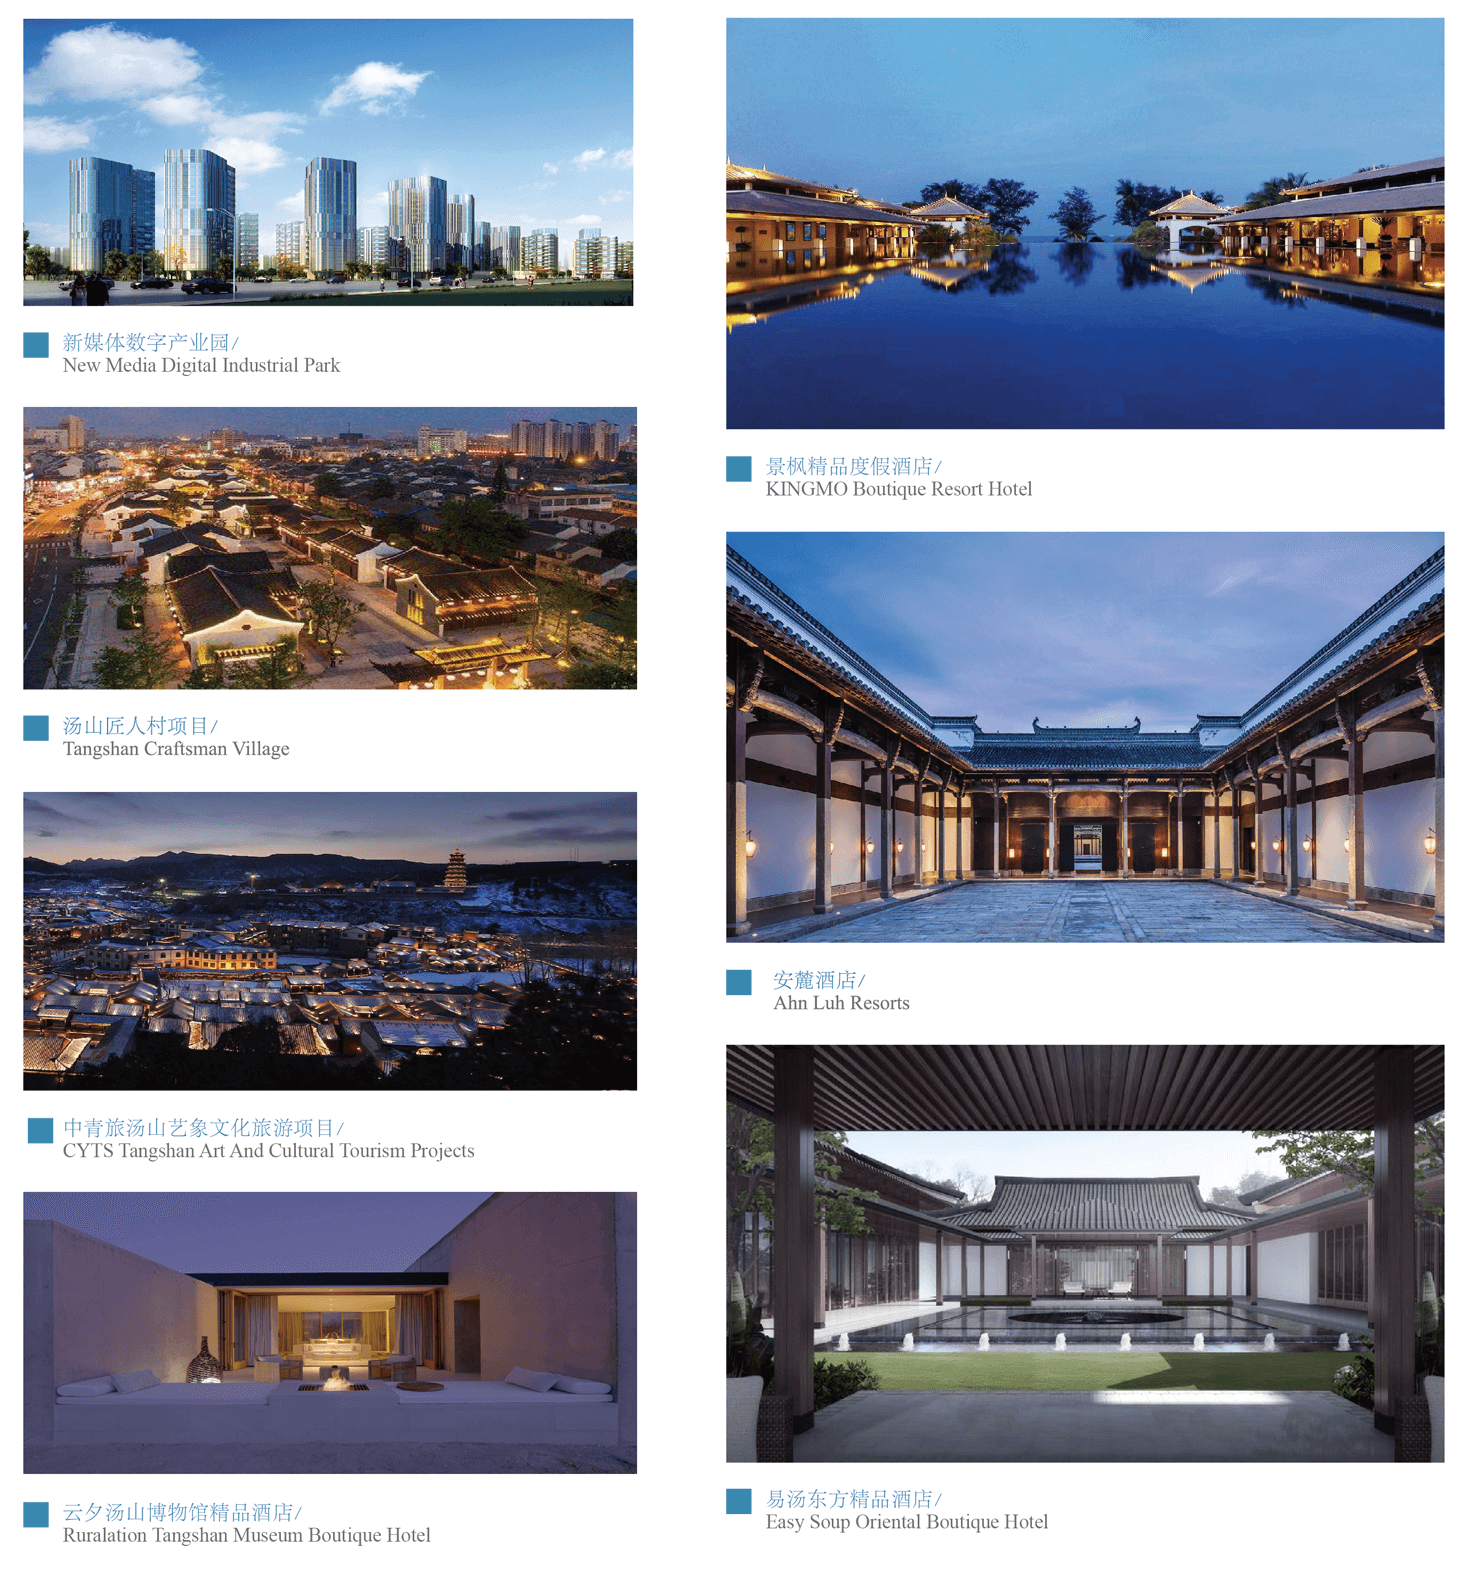 新媒体数字产业园/
New Media Digital Industrial Park
汤山匠人村项目/
Tangshan Craftsman Village
中青旅汤山艺象文化旅游项目/
CYTS Tangshan Art And Cultural Tourism Projects
云夕汤山博物馆精品酒店/
Ruralation Tangshan Museum Boutique Hotel
景枫精品度假酒店/
KINGMO Boutique Resort Hotel
安麓酒店/
Ahn Luh Resorts
易汤东方精品酒店/
Easy Soup Oriental Boutique Hotel